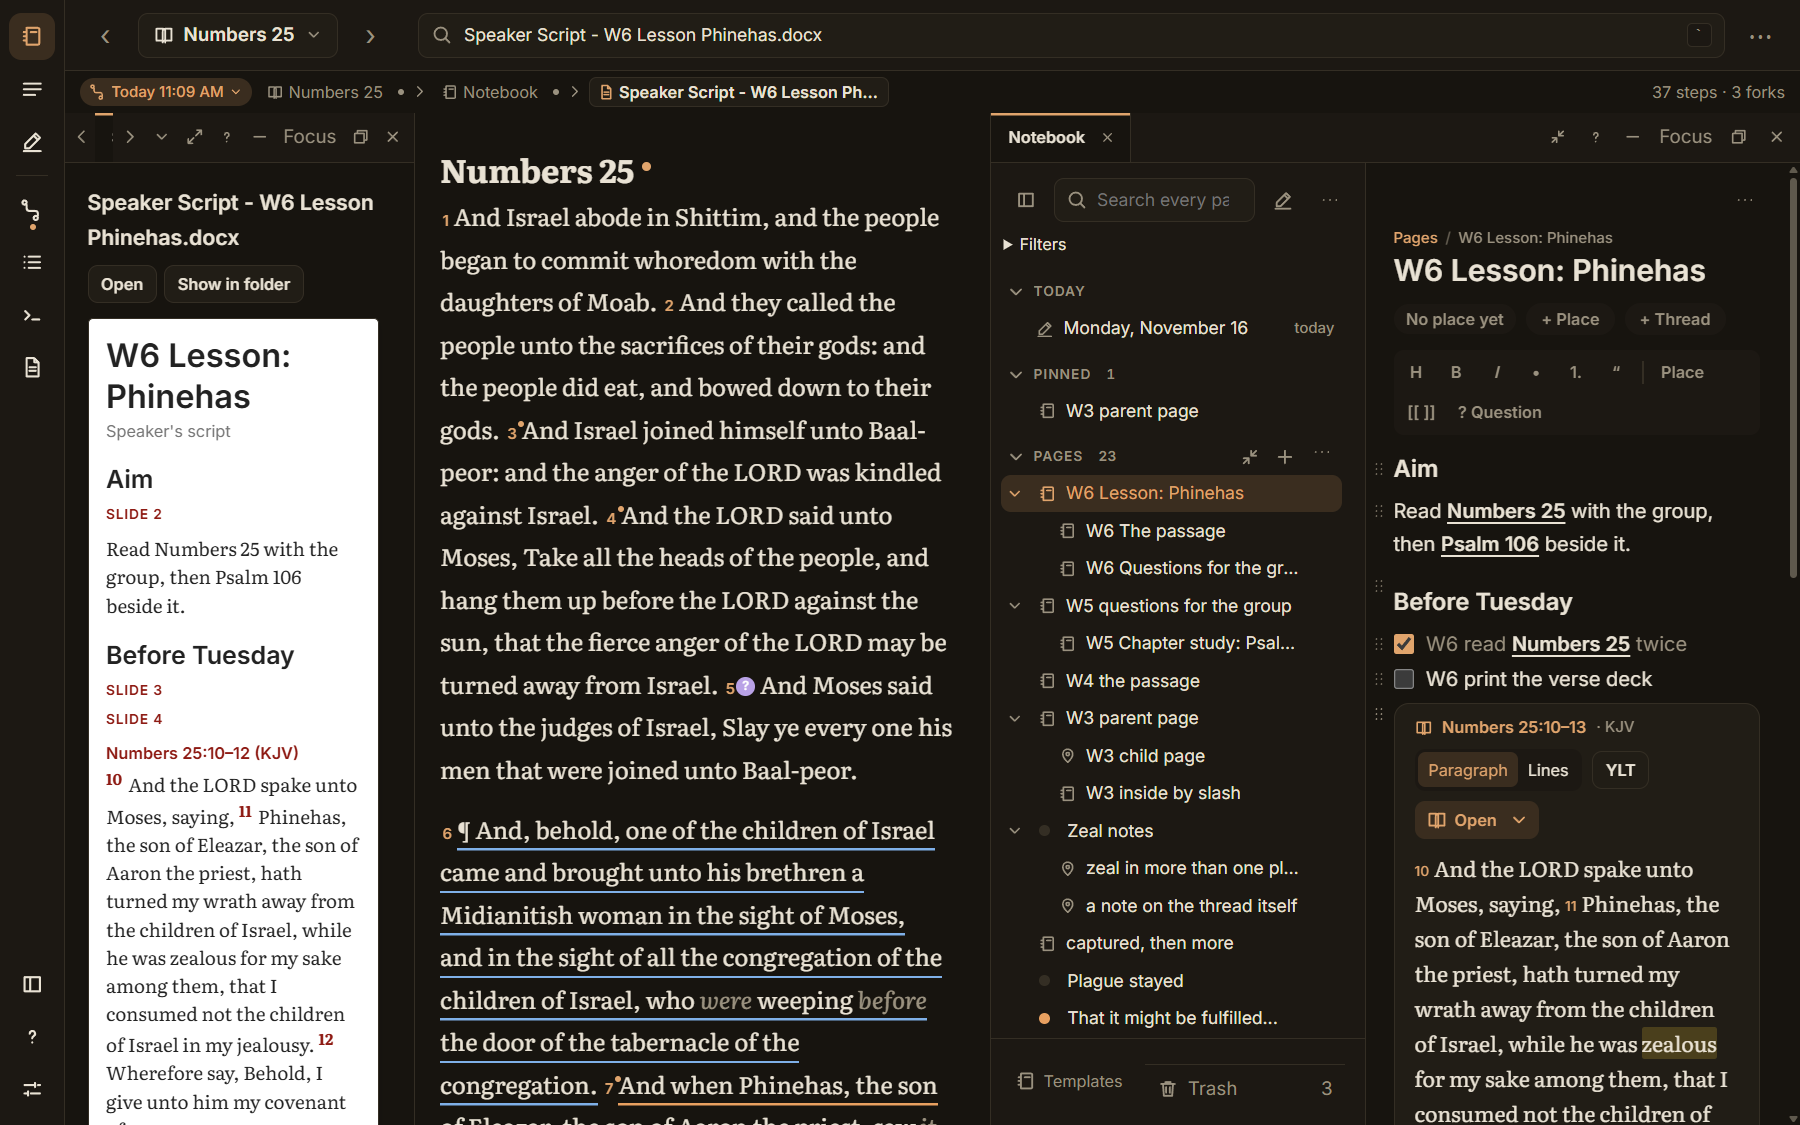 Numbers 25
Speaker Script - W6 Lesson Phinehas.docx
`
Today 11:09 AM
Numbers 25
Notebook
Speaker Script - W6 Lesson Ph...
37 steps · 3 forks
? — Focus
Speaker Script - W6 Lesson
Phinehas.docx
Open
Show in folder
W6 Lesson:
Phinehas
Speaker's script
Aim
SLIDE 2
Read Numbers 25 with the
group, then Psalm 106
beside it.
Before Tuesday
SLIDE 3
SLIDE 4
Numbers 25:10–12 (KJV)
10 And the LORD spake unto
Moses, saying, 11 Phinehas,
the son of Eleazar, the son of
Aaron the priest, hath
turned my wrath away from
the children of Israel, while
he was zealous for my sake
among them, that I
consumed not the children
of Israel in my jealousy. 12
Wherefore say, Behold, I
give unto him my covenant
Numbers 25
1 And Israel abode in Shittim, and the people
began to commit whoredom with the
daughters of Moab. 2 And they called the
people unto the sacrifices of their gods: and
the people did eat, and bowed down to their
gods. 3 And Israel joined himself unto Baal-
peor: and the anger of the LORD was kindled
against Israel. 4 And the LORD said unto
Moses, Take all the heads of the people, and
hang them up before the LORD against the
sun, that the fierce anger of the LORD may be
turned away from Israel. 5 ? And Moses said
unto the judges of Israel, Slay ye every one his
men that were joined unto Baal-peor.
6 ¶ And, behold, one of the children of Israel
came and brought unto his brethren a
Midianitish woman in the sight of Moses,
and in the sight of all the congregation of the
children of Israel, who were weeping before
the door of the tabernacle of the
congregation. 7 And when Phinehas, the son
of Eleazar, the son of Aaron the priest, saw it
Notebook
? — Focus
Search every pa
Filters
TODAY
Monday, November 16 today
PINNED 1
W3 parent page
PAGES 23
W6 Lesson: Phinehas
W6 The passage
W6 Questions for the gr...
W5 questions for the group
W5 Chapter study: Psal...
W4 the passage
W3 parent page
W3 child page
W3 inside by slash
Zeal notes
zeal in more than one pl...
a note on the thread itself
captured, then more
Plague stayed
That it might be fulfilled...
Templates
Trash 3
Pages / W6 Lesson: Phinehas
W6 Lesson: Phinehas
No place yet
+ Place
+ Thread
H B I • 1. “ Place
[[ ]] ? Question
Aim
Read Numbers 25 with the group,
then Psalm 106 beside it.
Before Tuesday
W6 read Numbers 25 twice
W6 print the verse deck
Numbers 25:10–13 · KJV
Paragraph Lines YLT
Open
10 And the LORD spake unto
Moses, saying, 11 Phinehas, the
son of Eleazar, the son of Aaron
the priest, hath turned my
wrath away from the children
of Israel, while he was zealous
for my sake among them, that I
consumed not the children of